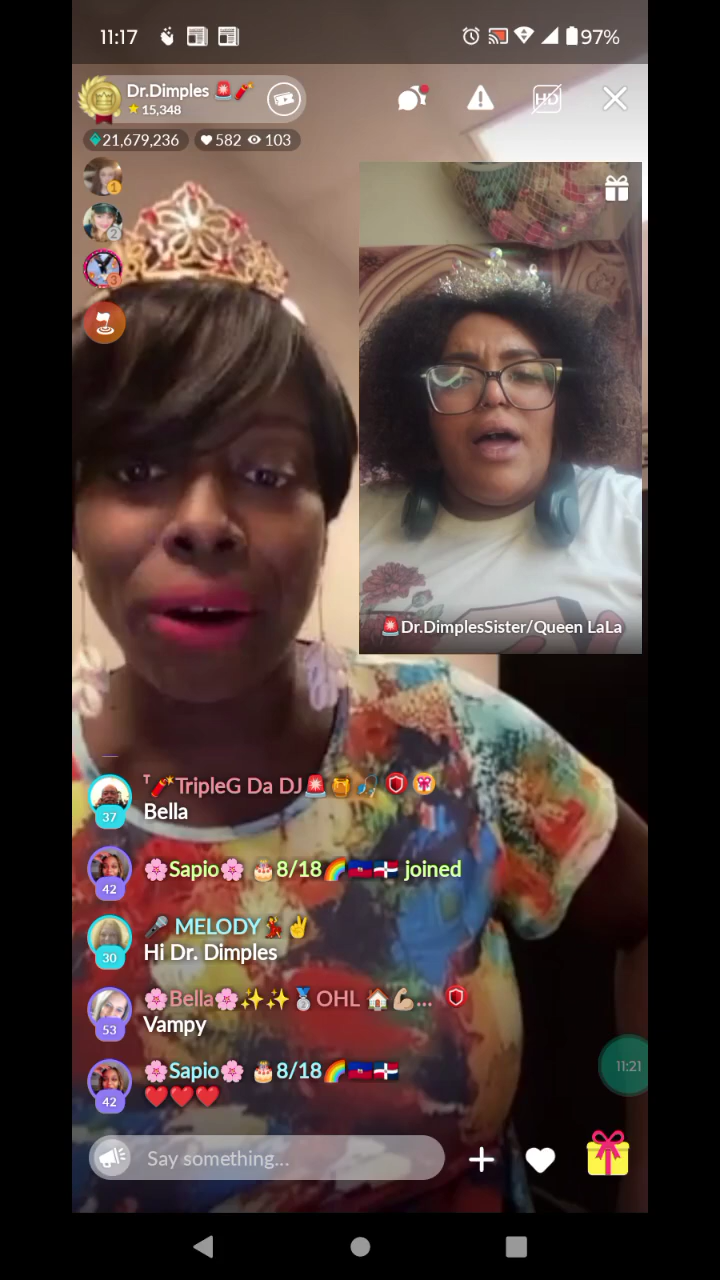 11:17
97%
Dr.Dimples 🚨🧨
15,348
HD
21,679,236
582
103
1
2
3
🚨Dr.DimplesSister/Queen LaLa
T🧨TripleG Da DJ🚨🍯🎣
Bella
37
🌸Sapio🌸 🎂8/18🌈🇭🇹🇩🇴 joined
42
🎤 MELODY💃✌
Hi Dr. Dimples
30
🌸Bella🌸✨✨🥈OHL 🏠💪🏼...
Vampy
53
11:21
🌸Sapio🌸 🎂8/18🌈🇭🇹🇩🇴
❤❤❤
42
Say something...